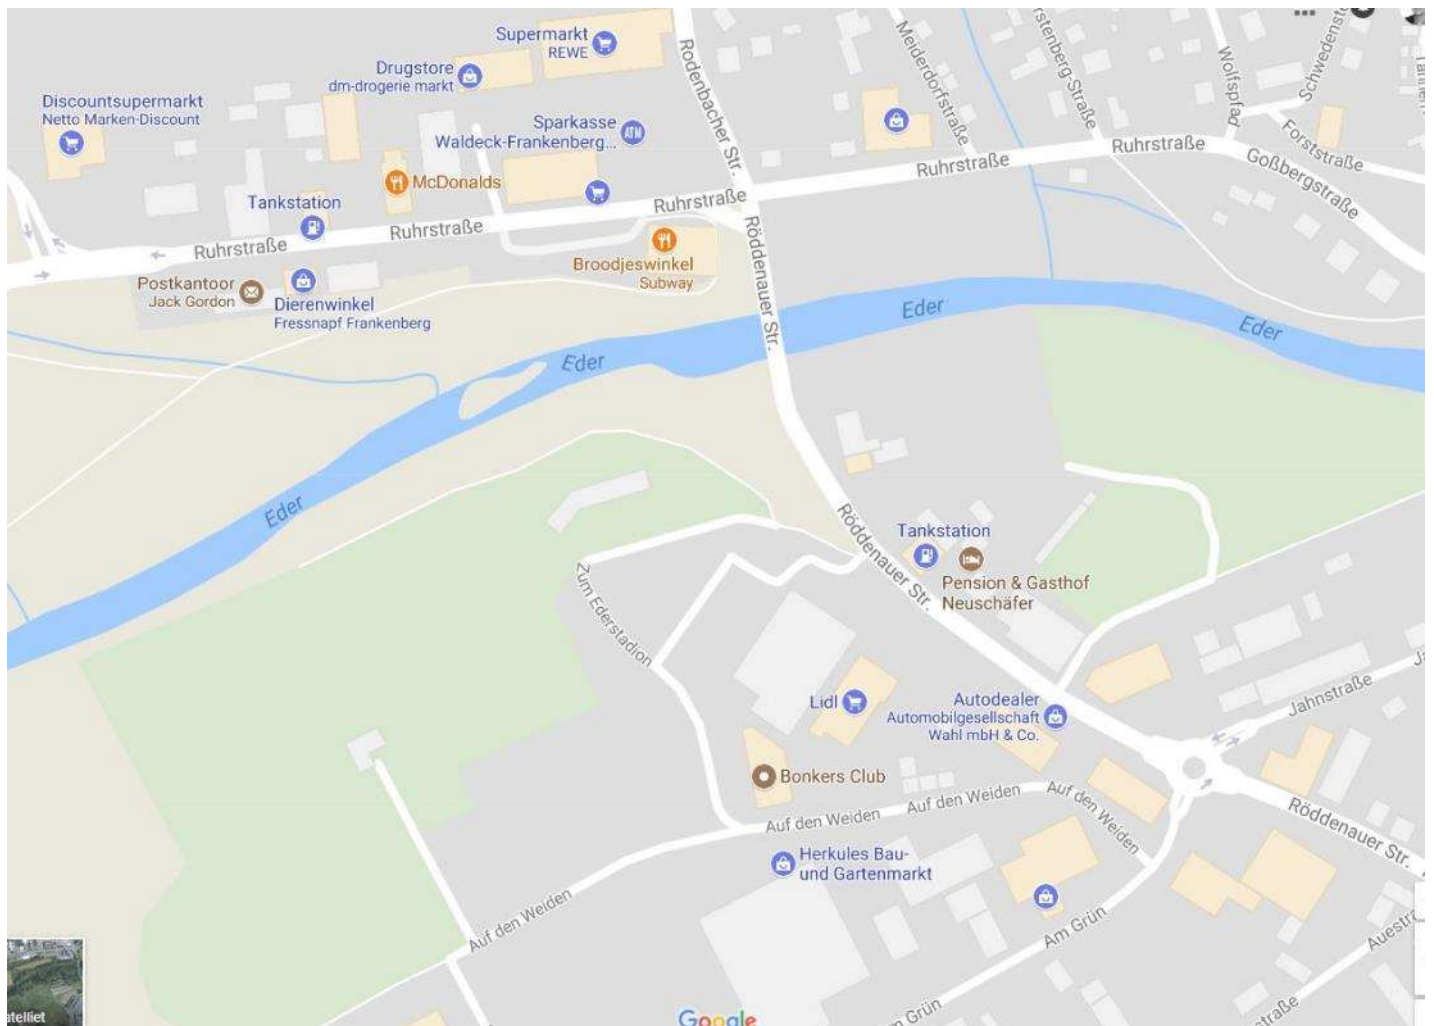 Supermarkt
REWE
Drugstore
dm-drogerie markt
Discountsupermarkt
Netto Marken-Discount
Sparkasse
Waldeck-Frankenberg...
ATM
McDonalds
Tankstation
Ruhrstraße
Ruhrstraße
Ruhrstraße
Ruhrstraße
Ruhrstraße
Rodenbacher Str.
Meiderdorfstraße
Wolfspfad
Forststraße
Goßbergstraße
Postkantoor
Jack Gordon
Dierenwinkel
Fressnapf Frankenberg
Broodjeswinkel
Subway
Röddenauer Str.
Eder
Eder
Eder
Eder
Röddenauer Str.
Tankstation
Pension & Gasthof
Neuschäfer
Zum Ederstadion
Lidl
Autodealer
Automobilgesellschaft
Wahl mbH & Co.
Jahnstraße
Bonkers Club
Auf den Weiden
Auf den Weiden
Auf den Weiden
Röddenauer Str.
Herkules Bau-
und Gartenmarkt
Auf den Weiden
Am Grün
Google